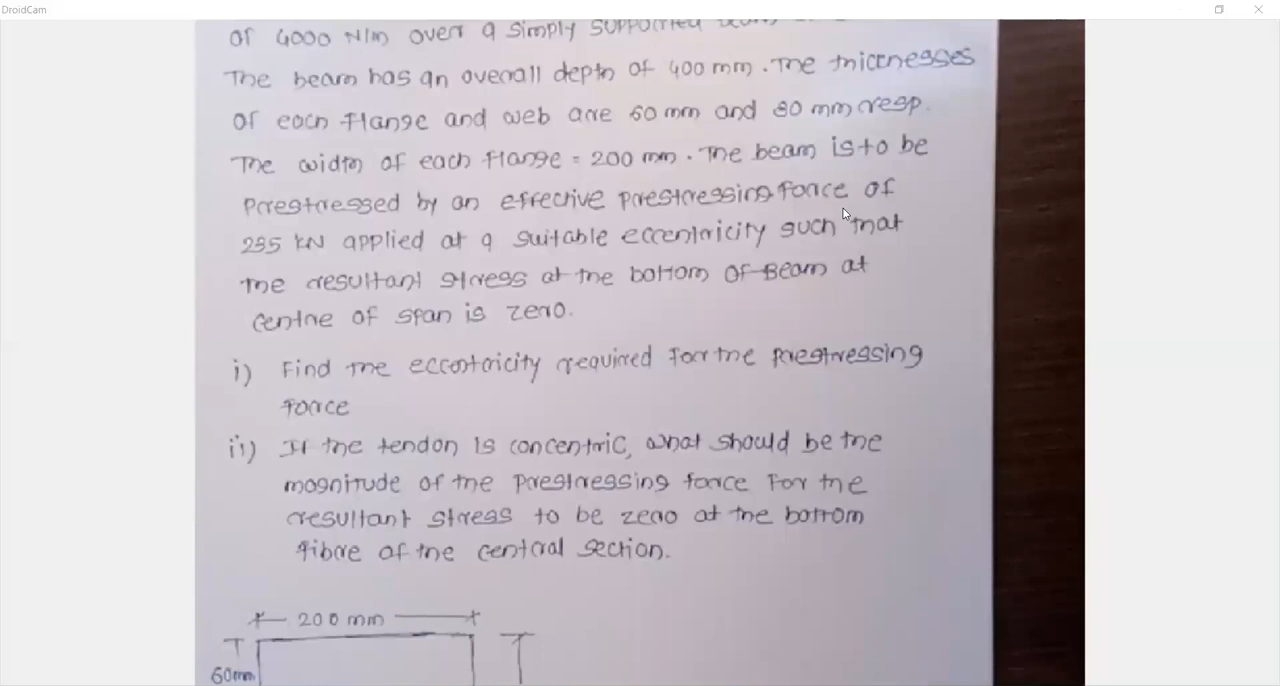 DroidCam
of 4000 N/m over a simply supported
The beam has an overall depth of 400 mm. The thicknesses
of each flange and web are 60 mm and 80 mm resp.
The width of each flange = 200 mm. The beam is to be
prestressed by an effective prestressing force of
235 kN applied at a suitable eccentricity such that
the resultant stress at the bottom of Beam at
centre of span is zero.
i) Find the eccentricity required for the prestressing
force
ii) If the tendon is concentric, what should be the
magnitude of the prestressing force for the
resultant stress to be zero at the bottom
fibre of the central section.
200 mm
60mm